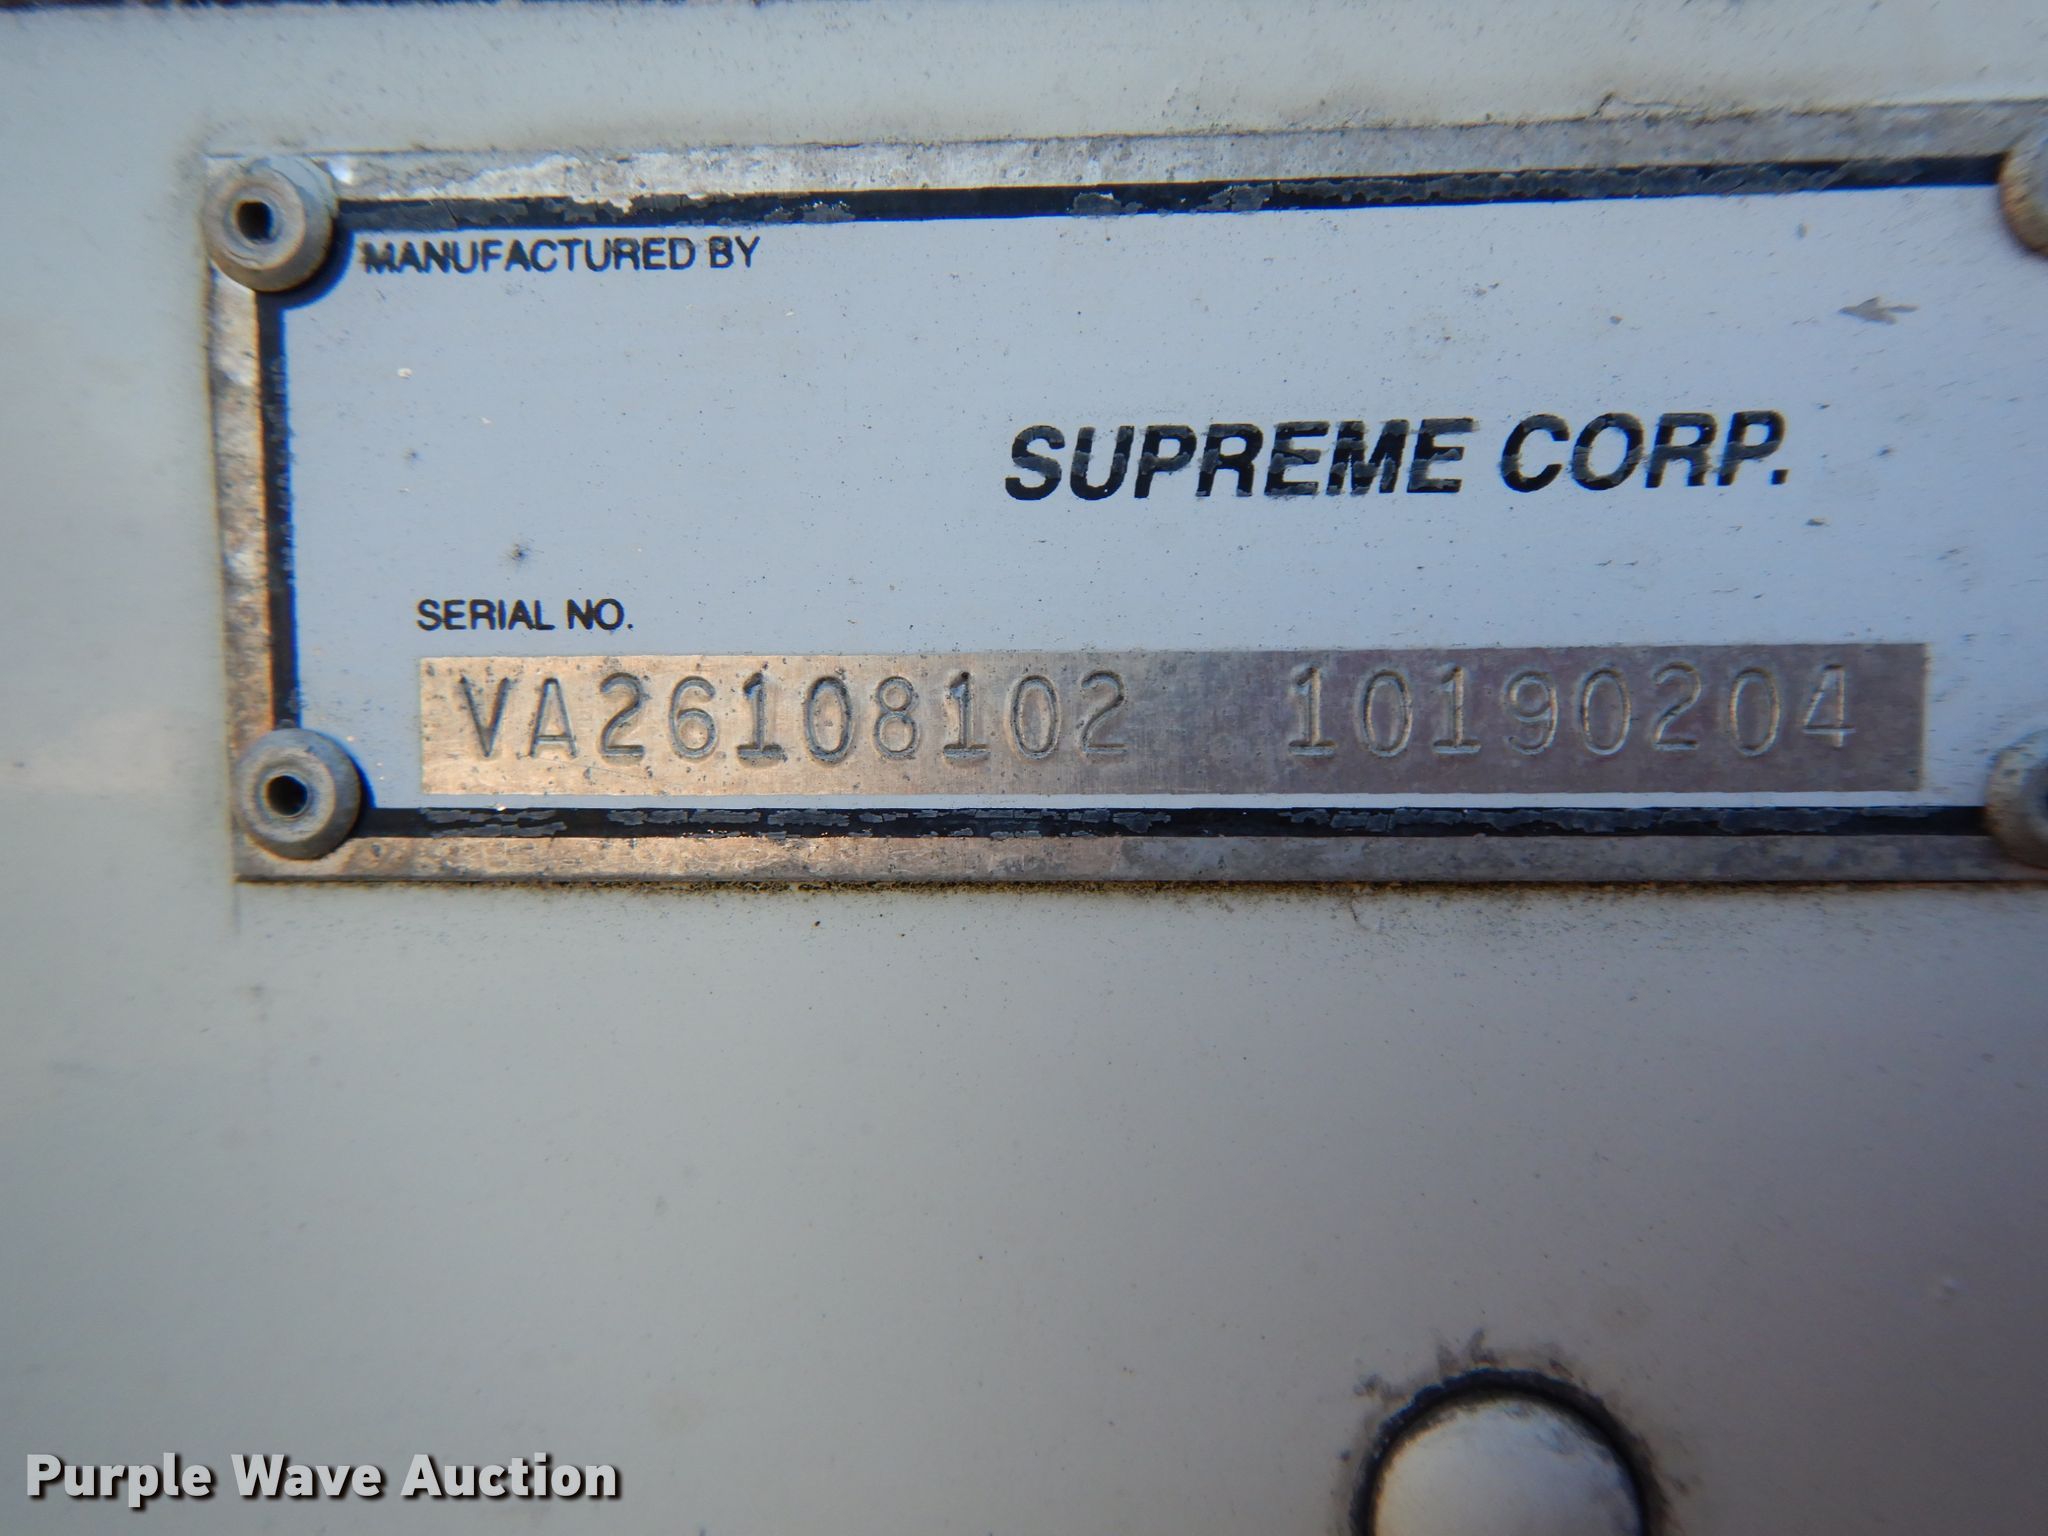 MANUFACTURED BY
SUPREME CORP.
SERIAL NO.
VA26108102 10190204
Purple Wave Auction